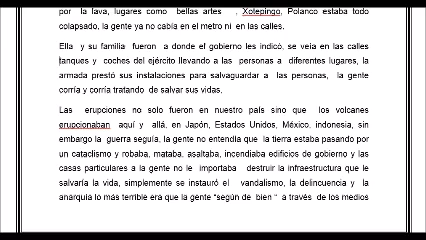 por la lava, lugares como bellas artes , Xotepingo, Polanco estaba todo
colapsado, la gente ya no cabía en el metro ni en las calles.
Ella y su familia fueron a donde el gobierno les indicó, se veía en las calles
tanques y coches del ejército llevando a las personas a diferentes lugares, la
armada prestó sus instalaciones para salvaguardar a las personas, la gente
corría y corría tratando de salvar sus vidas.
Las erupciones no solo fueron en nuestro país sino que los volcanes
erupcionaban aquí y allá, en Japón, Estados Unidos, México, indonesia, sin
embargo la guerra seguía, la gente no entendía que la tierra estaba pasando por
un cataclismo y robaba, mataba, asaltaba, incendiaba edificios de gobierno y las
casas particulares a la gente no le importaba destruir la infraestructura que le
salvaría la vida, simplemente se instauró el vandalismo, la delincuencia y la
anarquía lo más terrible era que la gente “según de bien “ a través de los medios